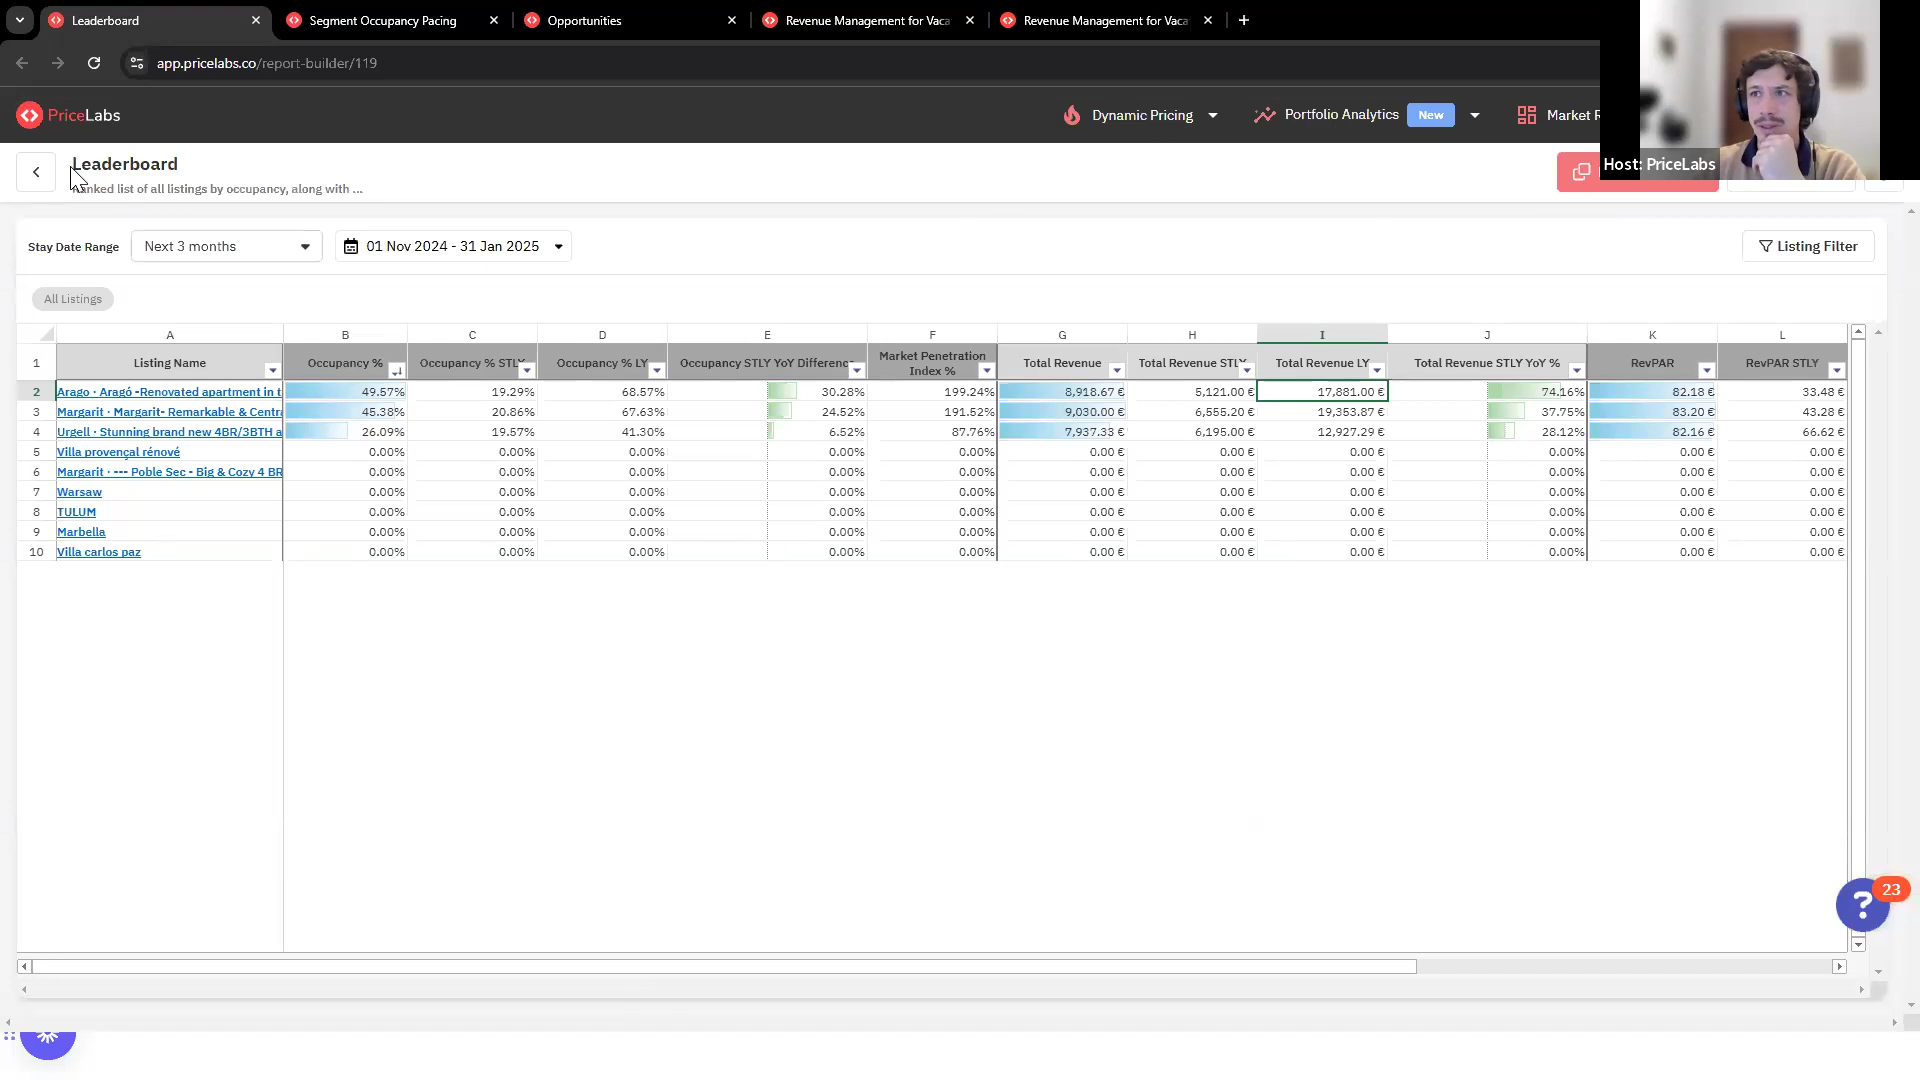 Leaderboard
Segment Occupancy Pacing
Opportunities
Revenue Management for Vaca
Revenue Management for Vaca
app.pricelabs.co/report-builder/119
PriceLabs
Dynamic Pricing
Portfolio Analytics New
Market R
Host: PriceLabs
Leaderboard
Ranked list of all listings by occupancy, along with ...
Stay Date Range
Next 3 months
01 Nov 2024 - 31 Jan 2025
Listing Filter
All Listings
A B C D E F G H I J K L
1 Listing Name Occupancy % Occupancy % STLY Occupancy % LY Occupancy STLY YoY Difference Market Penetration Index % Total Revenue Total Revenue STLY Total Revenue LY Total Revenue STLY YoY % RevPAR RevPAR STLY
2 Arago · Aragó -Renovated apartment in t 49.57% 19.29% 68.57% 30.28% 199.24% 8,918.67 € 5,121.00 € 17,881.00 € 74.16% 82.18 € 33.48 €
3 Margarit · Margarit- Remarkable & Centra 45.38% 20.86% 67.63% 24.52% 191.52% 9,030.00 € 6,555.20 € 19,353.87 € 37.75% 83.20 € 43.28 €
4 Urgell · Stunning brand new 4BR/3BTH a 26.09% 19.57% 41.30% 6.52% 87.76% 7,937.33 € 6,195.00 € 12,927.29 € 28.12% 82.16 € 66.62 €
5 Villa provençal rénové 0.00% 0.00% 0.00% 0.00% 0.00% 0.00 € 0.00 € 0.00 € 0.00% 0.00 € 0.00 €
6 Margarit · --- Poble Sec - Big & Cozy 4 BR 0.00% 0.00% 0.00% 0.00% 0.00% 0.00 € 0.00 € 0.00 € 0.00% 0.00 € 0.00 €
7 Warsaw 0.00% 0.00% 0.00% 0.00% 0.00% 0.00 € 0.00 € 0.00 € 0.00% 0.00 € 0.00 €
8 TULUM 0.00% 0.00% 0.00% 0.00% 0.00% 0.00 € 0.00 € 0.00 € 0.00% 0.00 € 0.00 €
9 Marbella 0.00% 0.00% 0.00% 0.00% 0.00% 0.00 € 0.00 € 0.00 € 0.00% 0.00 € 0.00 €
10 Villa carlos paz 0.00% 0.00% 0.00% 0.00% 0.00% 0.00 € 0.00 € 0.00 € 0.00% 0.00 € 0.00 €
? 23